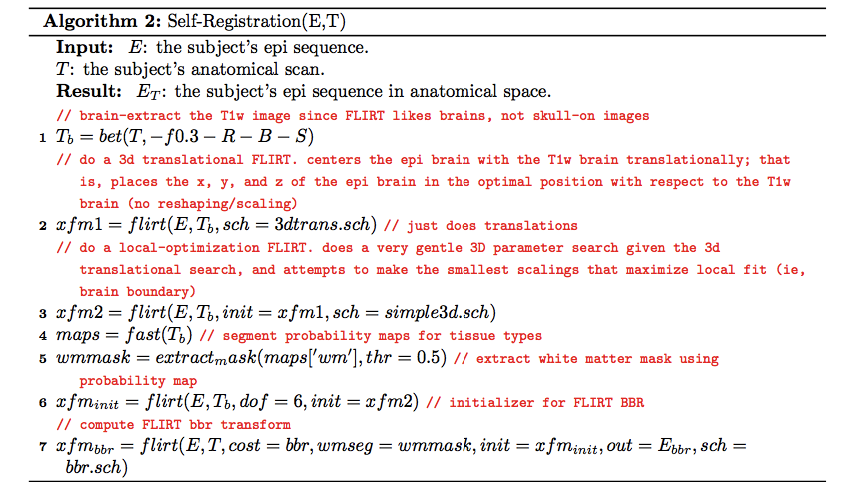 Algorithm 2: Self-Registration(E,T)
Input: E: the subject's epi sequence.
T: the subject's anatomical scan.
Result: E_T: the subject's epi sequence in anatomical space.
// brain-extract the T1w image since FLIRT likes brains, not skull-on images
1 T_b = bet(T, −f0.3 − R − B − S)
// do a 3d translational FLIRT. centers the epi brain with the T1w brain translationally; that
is, places the x, y, and z of the epi brain in the optimal position with respect to the T1w
brain (no reshaping/scaling)
2 xfm1 = flirt(E, T_b, sch = 3dtrans.sch) // just does translations
// do a local-optimization FLIRT. does a very gentle 3D parameter search given the 3d
translational search, and attempts to make the smallest scalings that maximize local fit (ie,
brain boundary)
3 xfm2 = flirt(E, T_b, init = xfm1, sch = simple3d.sch)
4 maps = fast(T_b) // segment probability maps for tissue types
5 wmmask = extract_mask(maps['wm'], thr = 0.5) // extract white matter mask using
probability map
6 xfm_init = flirt(E, T_b, dof = 6, init = xfm2) // initializer for FLIRT BBR
// compute FLIRT bbr transform
7 xfm_bbr = flirt(E, T, cost = bbr, wmseg = wmmask, init = xfm_init, out = E_bbr, sch =
bbr.sch)